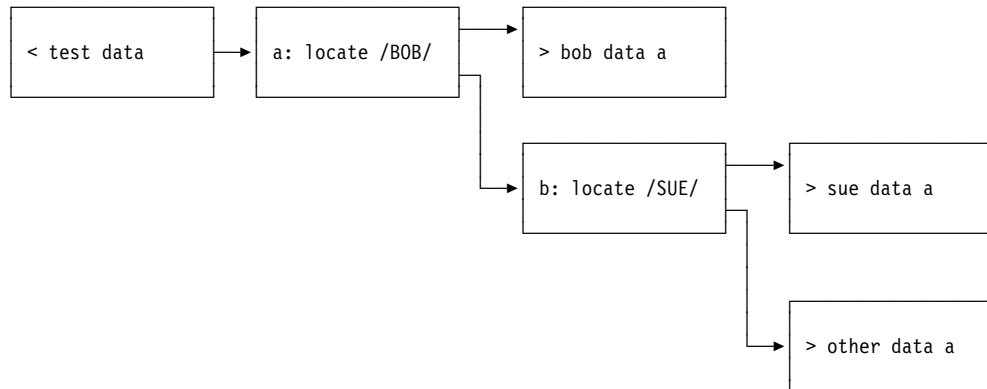 < test data
a: locate /BOB/
> bob data a
b: locate /SUE/
> sue data a
> other data a